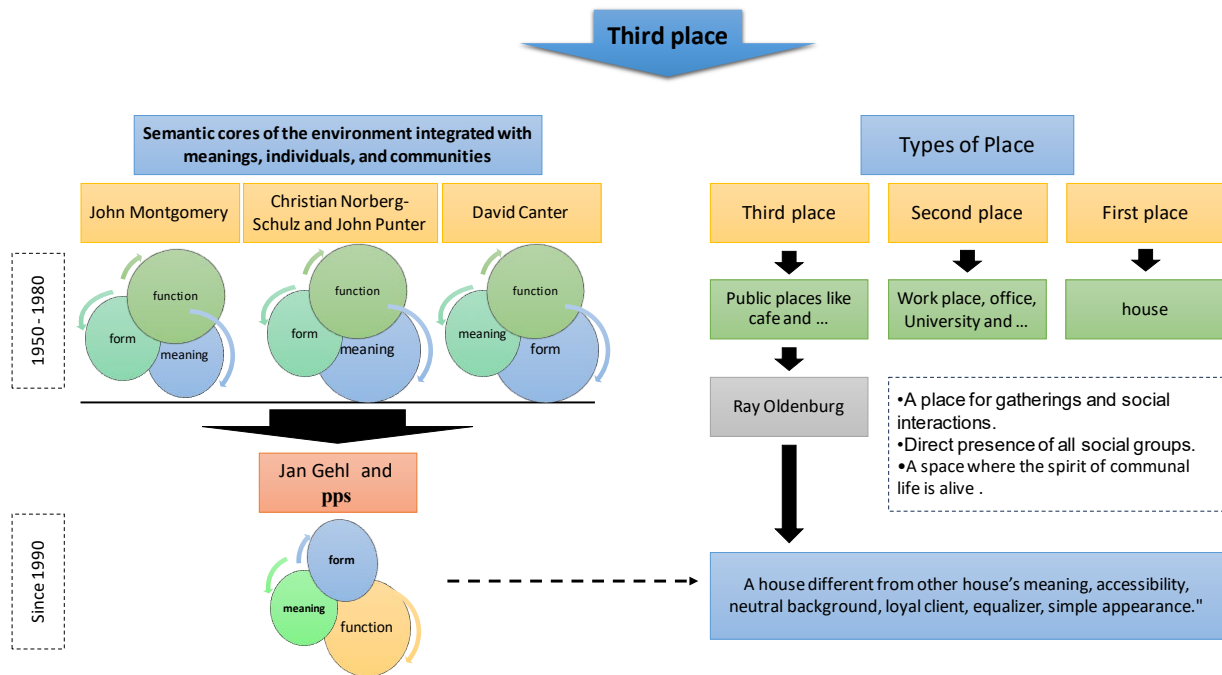 Third place
Semantic cores of the environment integrated with
meanings, individuals, and communities
John Montgomery
Christian Norberg-
Schulz and John Punter
David Canter
1950 - 1980
function
form
meaning
function
form
meaning
function
meaning
form
Jan Gehl and
pps
Since 1990
form
meaning
function
Types of Place
Third place
Second place
First place
Public places like
cafe and ...
Work place, office,
University and ...
house
Ray Oldenburg
•A place for gatherings and social
interactions.
•Direct presence of all social groups.
•A space where the spirit of communal
life is alive .
A house different from other house’s meaning, accessibility,
neutral background, loyal client, equalizer, simple appearance."